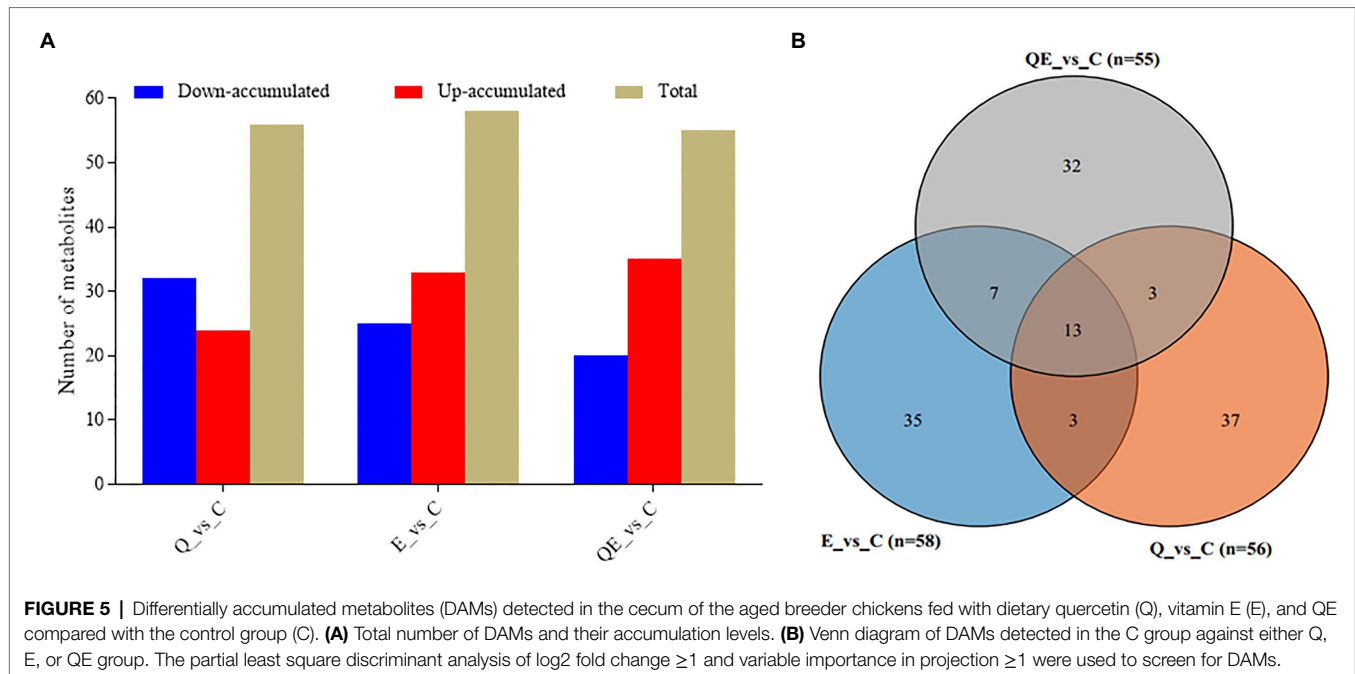 A
B
Down-accumulated Up-accumulated Total
Number of metabolites
60
50
40
30
20
10
0
Q_vs_C
E_vs_C
QE_vs_C
QE_vs_C (n=55)
32
7
3
13
35
3
37
E_vs_C (n=58)
Q_vs_C (n=56)
FIGURE 5 | Differentially accumulated metabolites (DAMs) detected in the cecum of the aged breeder chickens fed with dietary quercetin (Q), vitamin E (E), and QE
compared with the control group (C). (A) Total number of DAMs and their accumulation levels. (B) Venn diagram of DAMs detected in the C group against either Q,
E, or QE group. The partial least square discriminant analysis of log2 fold change ≥1 and variable importance in projection ≥1 were used to screen for DAMs.